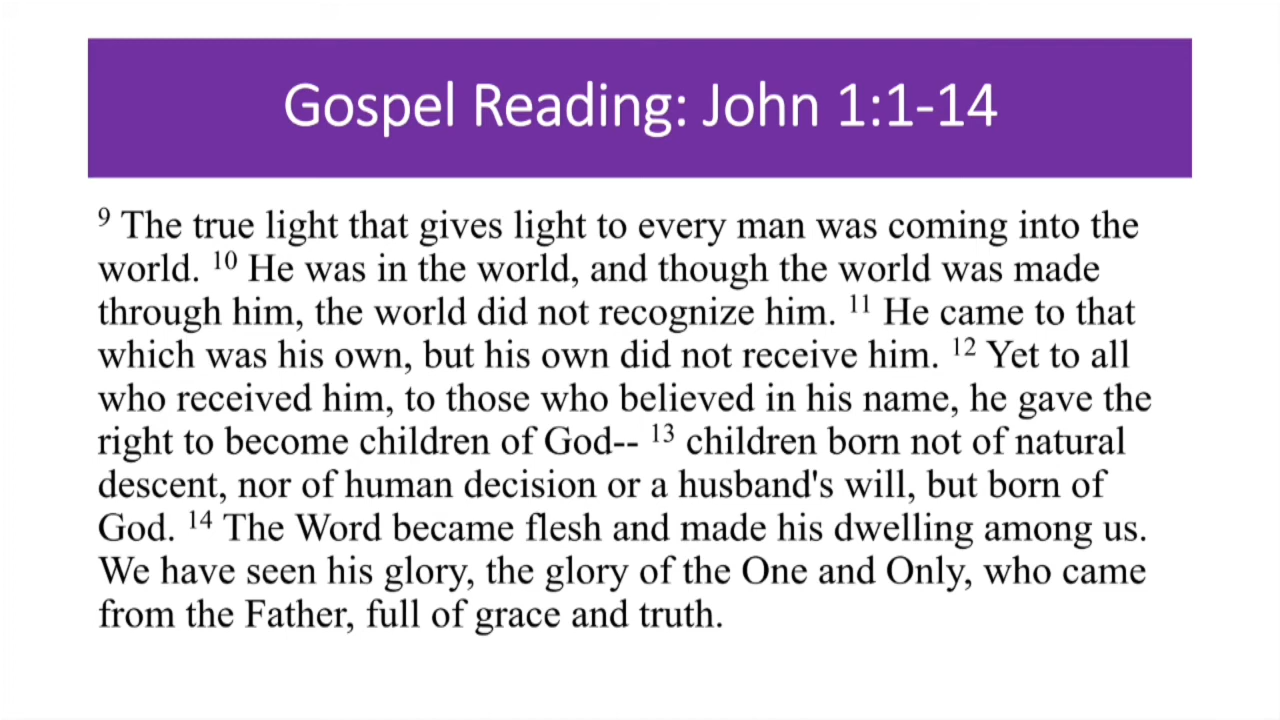 Gospel Reading: John 1:1-14
9 The true light that gives light to every man was coming into the
world. 10 He was in the world, and though the world was made
through him, the world did not recognize him. 11 He came to that
which was his own, but his own did not receive him. 12 Yet to all
who received him, to those who believed in his name, he gave the
right to become children of God-- 13 children born not of natural
descent, nor of human decision or a husband's will, but born of
God. 14 The Word became flesh and made his dwelling among us.
We have seen his glory, the glory of the One and Only, who came
from the Father, full of grace and truth.